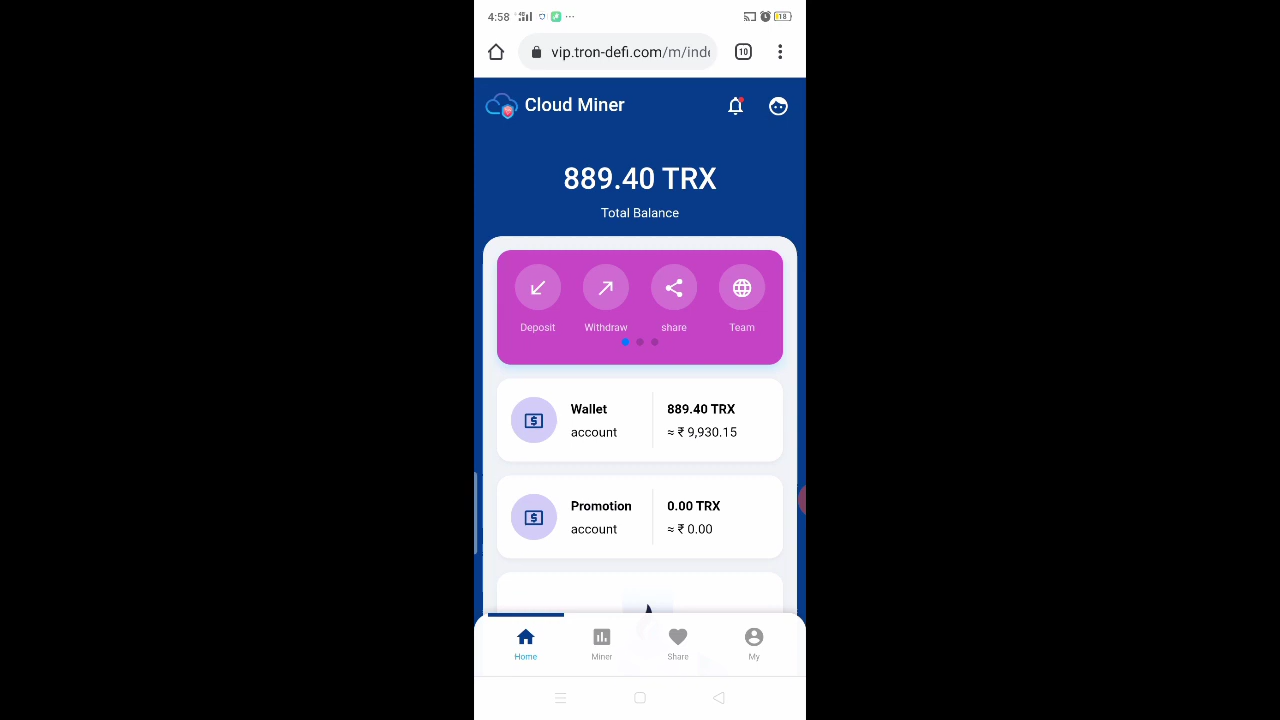 4:58
18
vip.tron-defi.com/m/inde
10
Cloud Miner
889.40 TRX
Total Balance
Deposit Withdraw share Team
Wallet 889.40 TRX
account ≈ ₹ 9,930.15
Promotion 0.00 TRX
account ≈ ₹ 0.00
Home Miner Share My